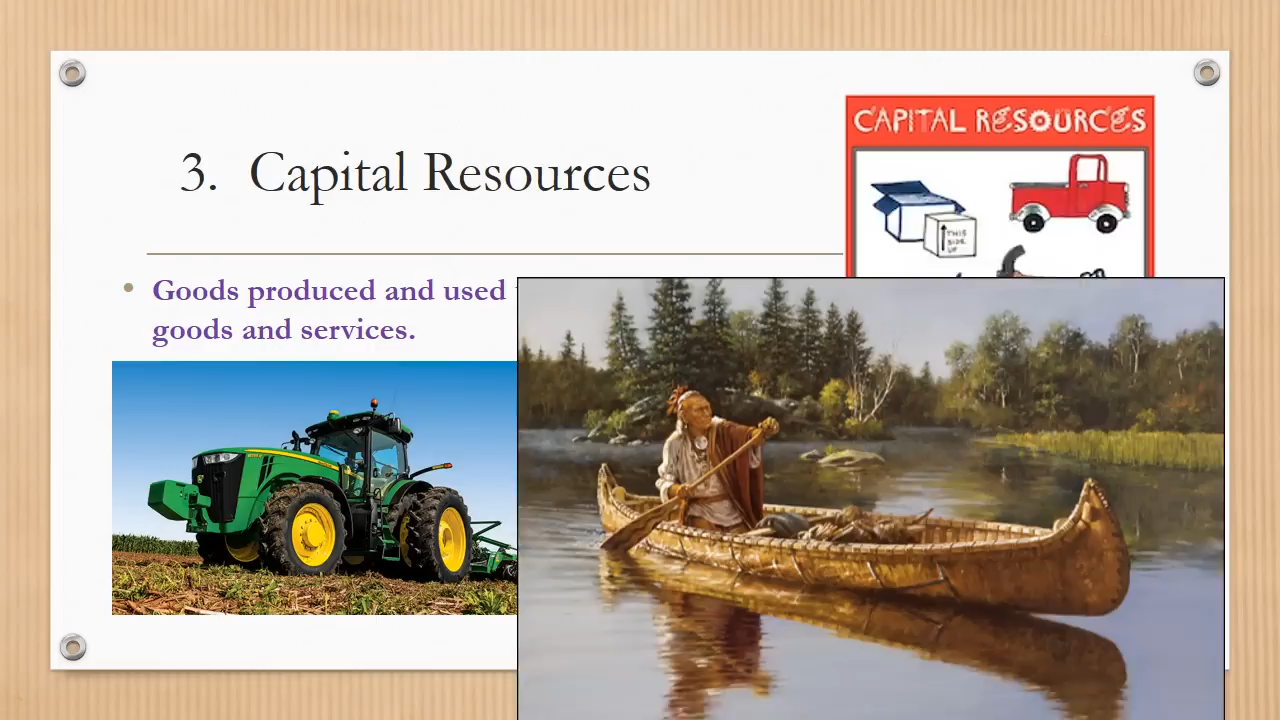 CAPITAL RESOURCES
3. Capital Resources
THIS
SIDE
UP
Goods produced and used
goods and services.